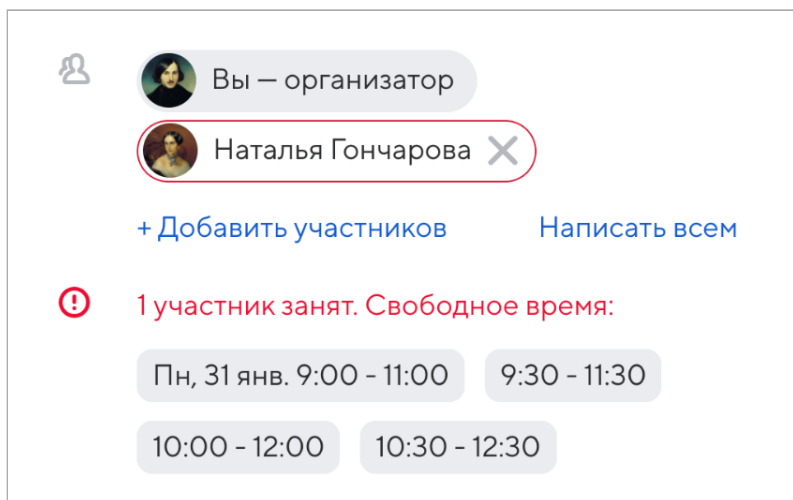 Вы — организатор
Наталья Гончарова
+ Добавить участников Написать всем
1 участник занят. Свободное время:
Пн, 31 янв. 9:00 - 11:00 9:30 - 11:30
10:00 - 12:00 10:30 - 12:30